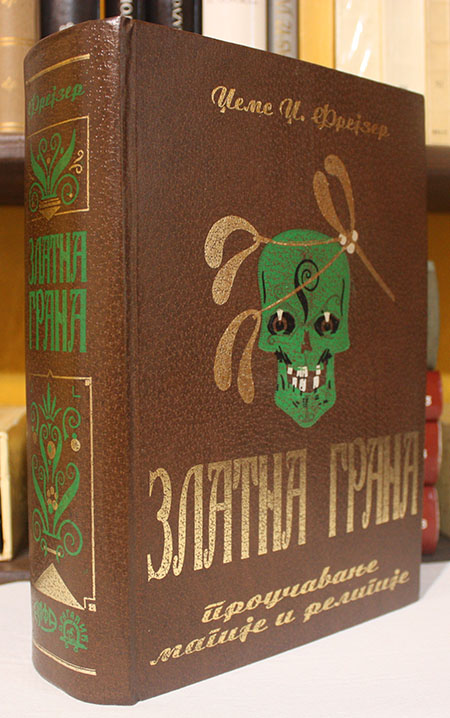 Фрејзер
ЗЛАТНА
ГРАНА
Џемс Џ. Фрејзер
ЗЛАТНА ГРАНА
проучавање
магије и религије